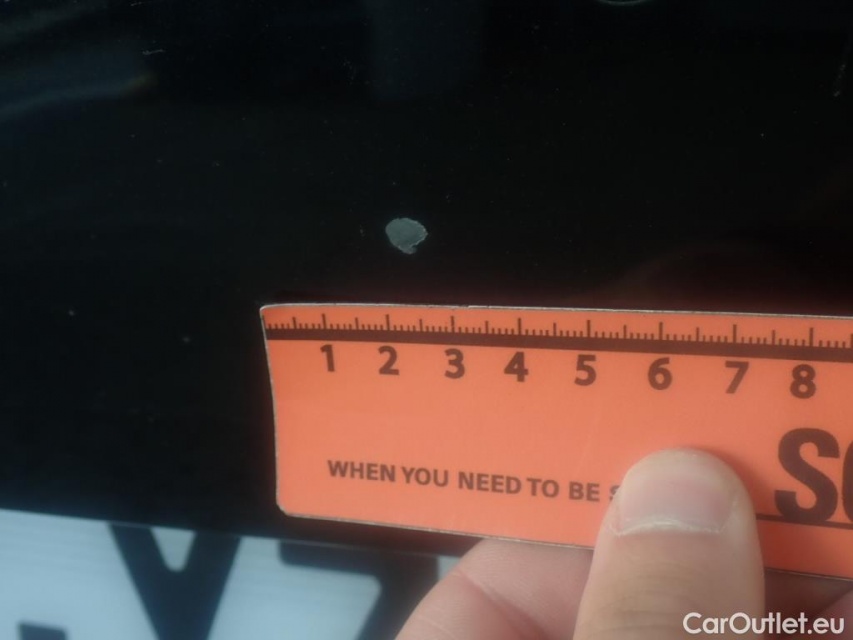 1 2 3 4 5 6 7 8
WHEN YOU NEED TO BE
CarOutlet.eu